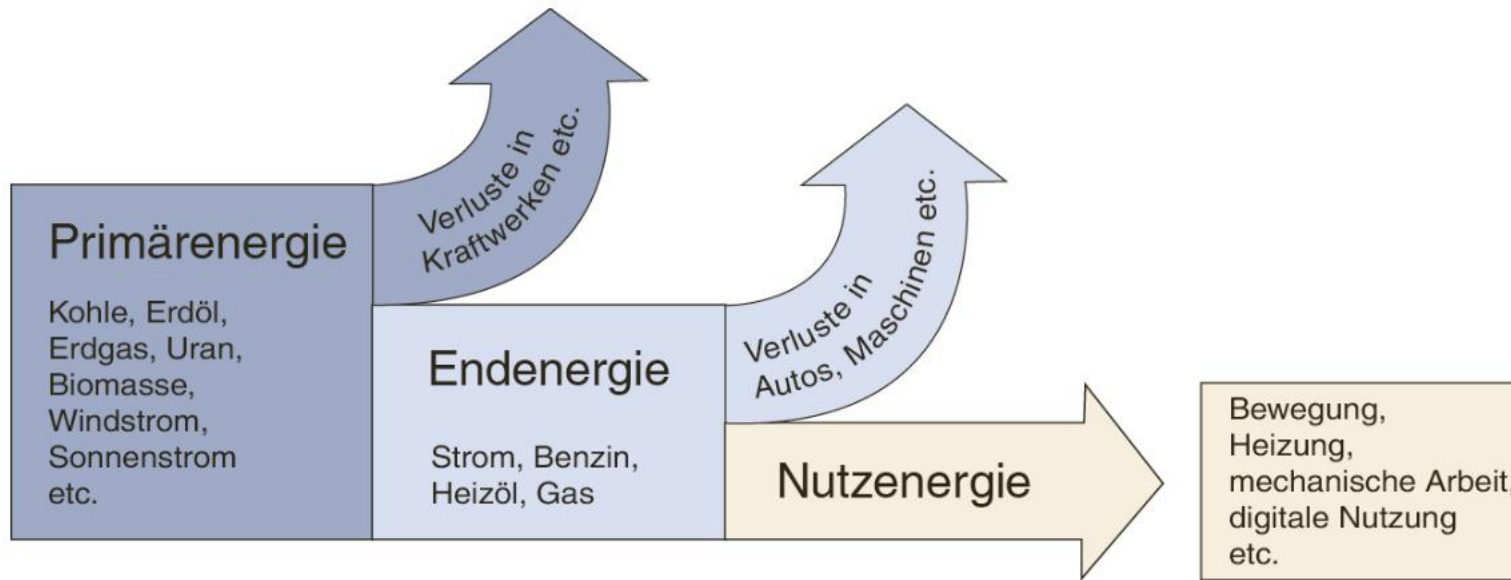 Verluste in
Kraftwerken etc.
Primärenergie
Kohle, Erdöl,
Erdgas, Uran,
Biomasse,
Windstrom,
Sonnenstrom
etc.
Verluste in
Autos, Maschinen etc.
Endenergie
Strom, Benzin,
Heizöl, Gas
Nutzenergie
Bewegung,
Heizung,
mechanische Arbeit,
digitale Nutzung
etc.